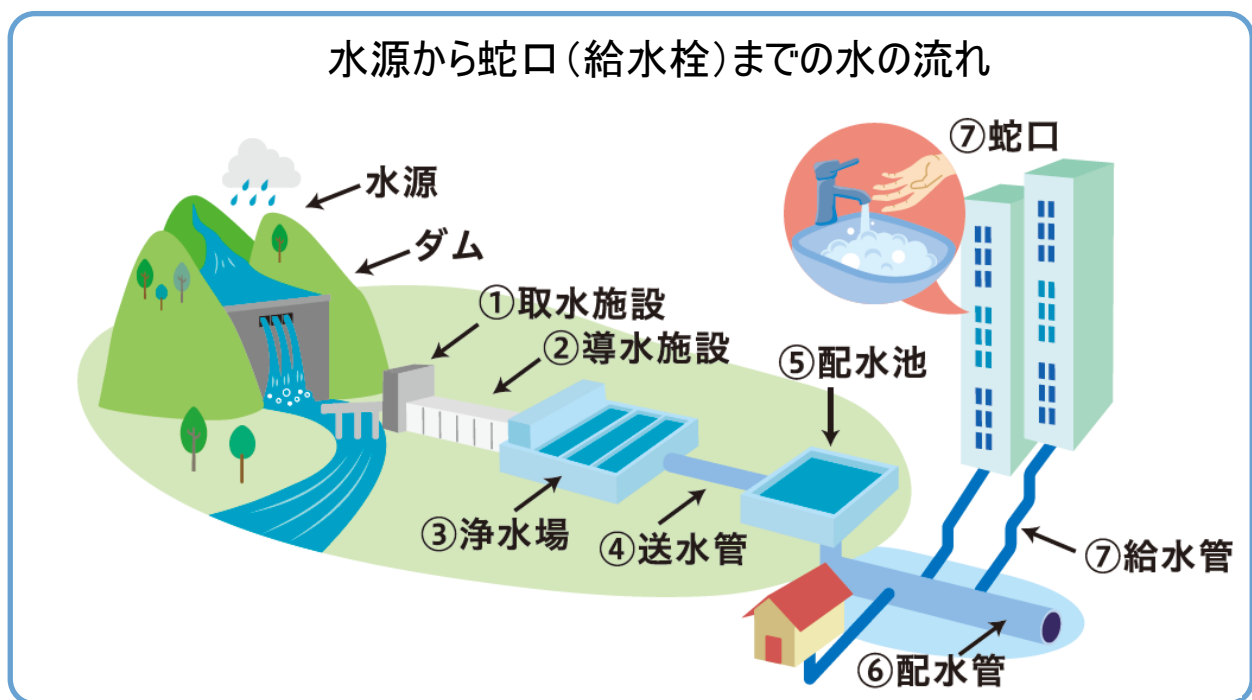 水源から蛇口（給水栓）までの水の流れ
⑦蛇口
水源
ダム
①取水施設
②導水施設
⑤配水池
③浄水場
④送水管
⑦給水管
⑥配水管